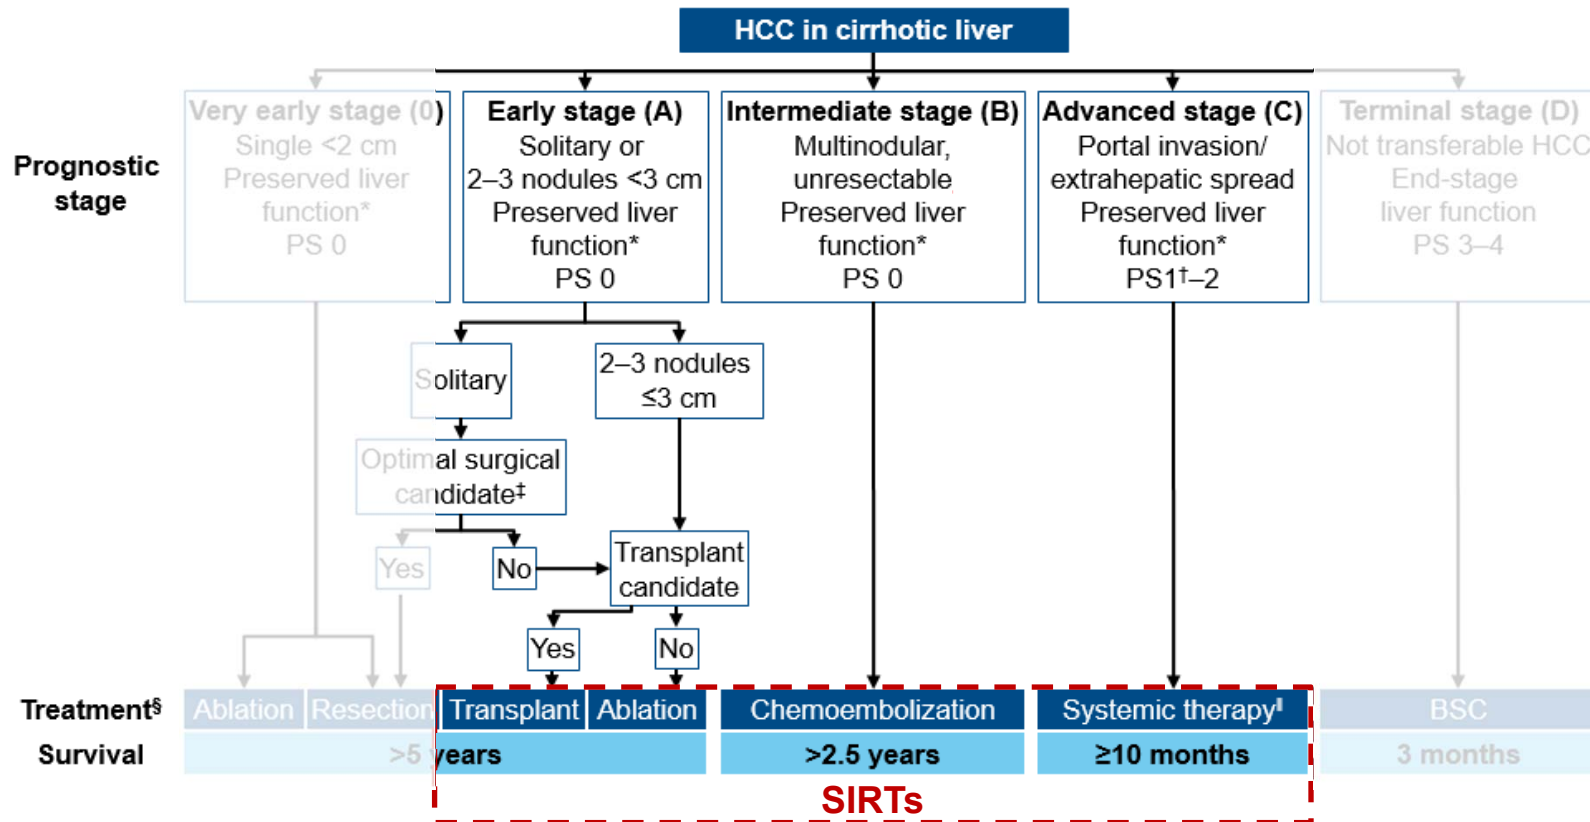 HCC in cirrhotic liver
Prognostic
stage
Very early stage (0)
Single <2 cm
Preserved liver
function*
PS 0
Early stage (A)
Solitary or
2–3 nodules <3 cm
Preserved liver
function*
PS 0
Intermediate stage (B)
Multinodular,
unresectable
Preserved liver
function*
PS 0
Advanced stage (C)
Portal invasion/
extrahepatic spread
Preserved liver
function*
PS1†–2
Terminal stage (D)
Not transferable HCC
End-stage
liver function
PS 3–4
Solitary
2–3 nodules
≤3 cm
Optimal surgical
candidate‡
Yes
No
Transplant
candidate
Yes
No
Treatment§
Ablation
Resection
Transplant
Ablation
Chemoembolization
Systemic therapy‖
BSC
Survival
>5 years
>2.5 years
≥10 months
3 months
SIRTs